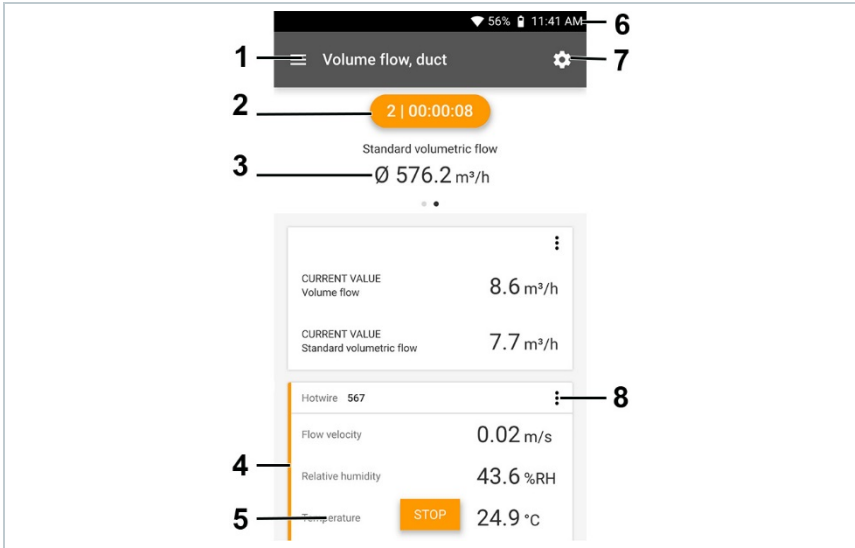 56% 11:41 AM 6
1 Volume flow, duct 7
2 2 | 00:00:08
Standard volumetric flow
3 Ø 576.2 m³/h
CURRENT VALUE
Volume flow 8.6 m³/h
CURRENT VALUE
Standard volumetric flow 7.7 m³/h
Hotwire 567 8
Flow velocity 0.02 m/s
4 Relative humidity 43.6 %RH
5 Temperature STOP 24.9 °C